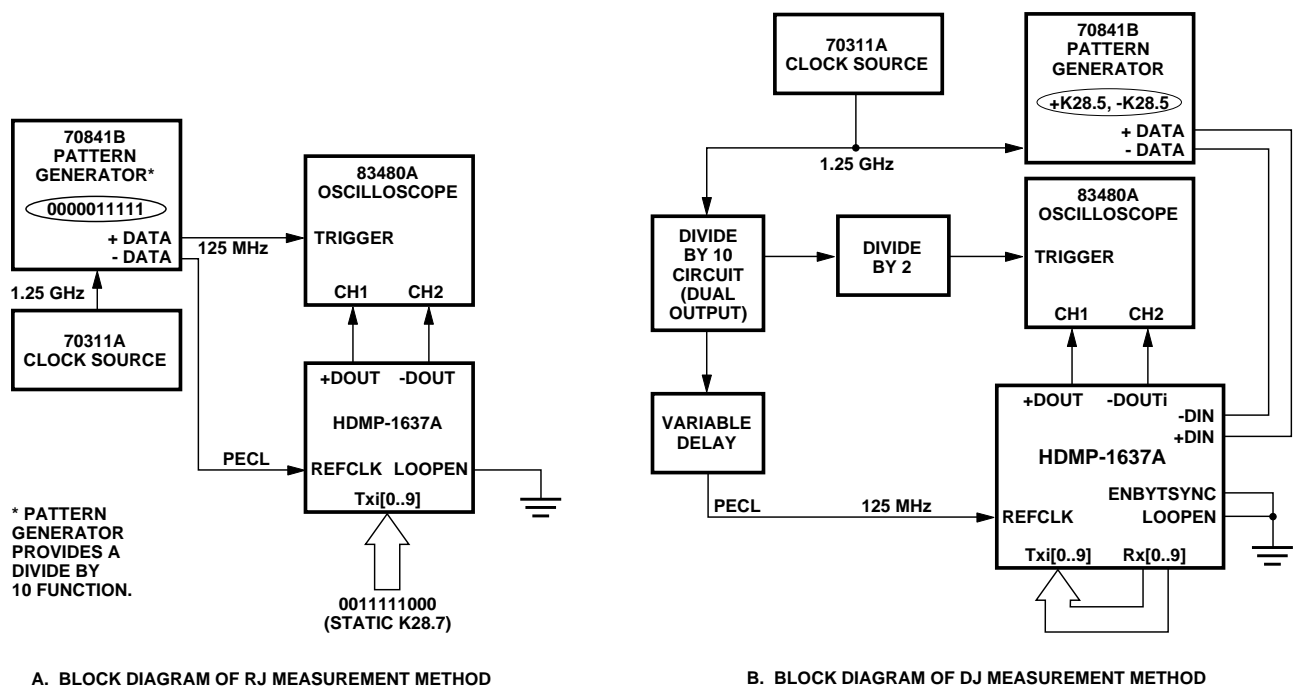 70841B
PATTERN
GENERATOR*
0000011111
+ DATA
- DATA
125 MHz
1.25 GHz
70311A
CLOCK SOURCE
83480A
OSCILLOSCOPE
TRIGGER
CH1 CH2
+DOUT -DOUT
HDMP-1637A
PECL
REFCLK LOOPEN
Txi[0..9]
0011111000
(STATIC K28.7)
* PATTERN
GENERATOR
PROVIDES A
DIVIDE BY
10 FUNCTION.
A. BLOCK DIAGRAM OF RJ MEASUREMENT METHOD
70311A
CLOCK SOURCE
70841B
PATTERN
GENERATOR
+K28.5, -K28.5
+ DATA
- DATA
1.25 GHz
83480A
OSCILLOSCOPE
TRIGGER
CH1 CH2
DIVIDE
BY 10
CIRCUIT
(DUAL
OUTPUT)
DIVIDE
BY 2
VARIABLE
DELAY
+DOUT -DOUTi
-DIN
+DIN
HDMP-1637A
ENBYTSYNC
PECL 125 MHz
REFCLK LOOPEN
Txi[0..9] Rx[0..9]
B. BLOCK DIAGRAM OF DJ MEASUREMENT METHOD